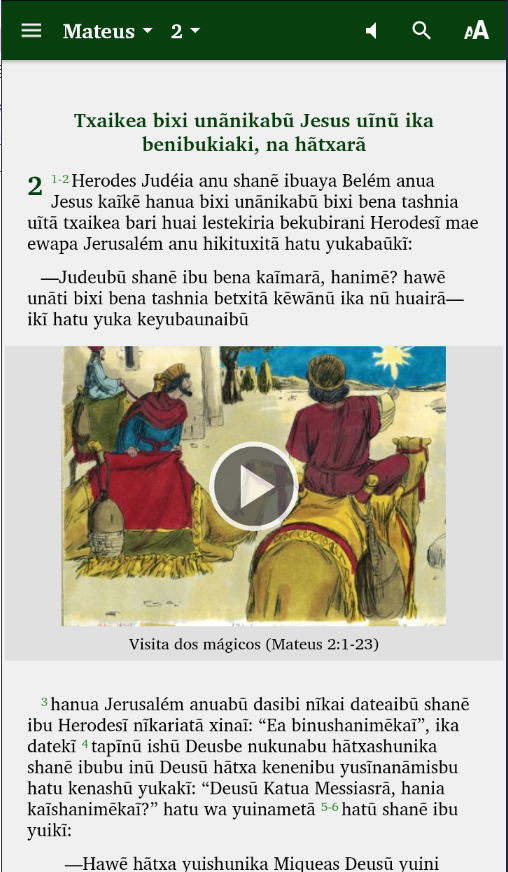 Mateus 2 AA
Txaikea bixi unãnikabũ Jesus uĩnũ ika
benibukiaki, na hãtxarã
2 1-2 Herodes Judéia anu shanẽ ibuaya Belém anua
Jesus kaĩkẽ hanua bixi unãnikabũ bixi bena tashnia
uĩtã txaikea bari huai lestekiria bekubirani Herodesĩ mae
ewapa Jerusalém anu hikituxitã hatu yukabaũkĩ:
—Judeubũ shanẽ ibu bena kaĩmarã, hanimẽ? hawẽ
unãti bixi bena tashnia betxitã kẽwãnũ ika nũ huairã—
ikĩ hatu yuka keyubaunaibũ
Visita dos mágicos (Mateus 2:1-23)
3 hanua Jerusalém anuabũ dasibi nĩkai dateaibũ shanẽ
ibu Herodesĩ nĩkariatã xinaĩ: “Ea binushanimẽkaĩ”, ika
datekĩ 4 tapĩnũ ishũ Deusbe nukunabu hãtxashunika
shanẽ ibubu inũ Deusũ hãtxa kenenibu yusĩnanãmisbu
hatu kenashũ yukakĩ: “Deusũ Katua Messiasrã, hania
kaĩshanimẽkaĩ?” hatu wa yuinametã 5-6 hatũ shanẽ ibu
yuikĩ:
—Hawẽ hãtxa yuishunika Miqueas Deusũ yuini